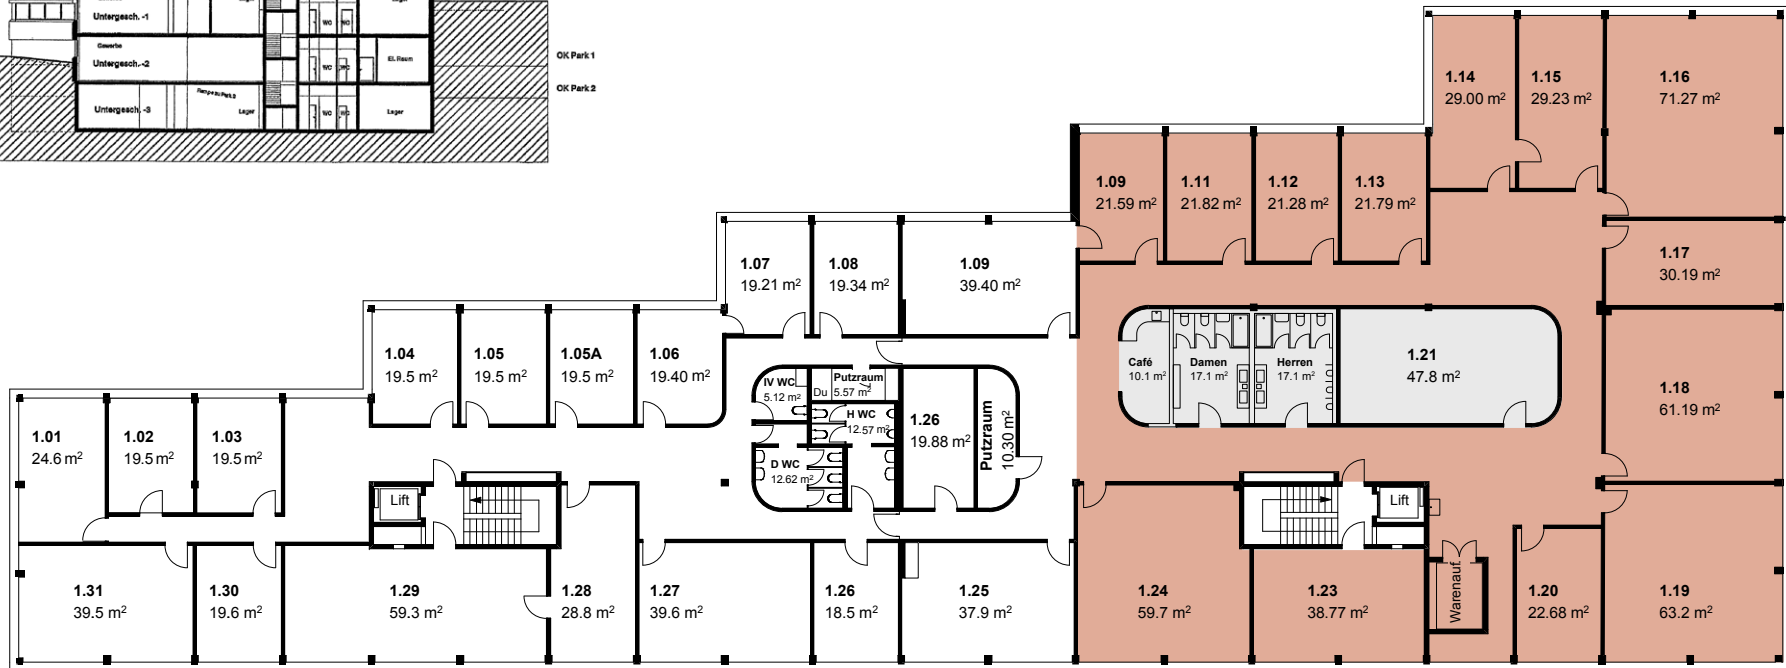 Lager
Untergesch. -1
WC
WC
Gewerbe
Untergesch. -2
WC
WC
El. Raum
OK Park 1
OK Park 2
Rampe zu Park 2
Untergesch. -3
Lager
WC
WC
Lager
1.14
29.00 m²
1.15
29.23 m²
1.16
71.27 m²
1.09
21.59 m²
1.11
21.82 m²
1.12
21.28 m²
1.13
21.79 m²
1.17
30.19 m²
1.07
19.21 m²
1.08
19.34 m²
1.09
39.40 m²
1.04
19.5 m²
1.05
19.5 m²
1.05A
19.5 m²
1.06
19.40 m²
Café
10.1 m²
Damen
17.1 m²
Herren
17.1 m²
1.21
47.8 m²
1.18
61.19 m²
IV WC
5.12 m²
Putzraum
Du
5.57 m²
H WC
12.57 m²
D WC
12.62 m²
1.26
19.88 m²
Putzraum
10.30 m²
1.01
24.6 m²
1.02
19.5 m²
1.03
19.5 m²
Lift
Lift
1.31
39.5 m²
1.30
19.6 m²
1.29
59.3 m²
1.28
28.8 m²
1.27
39.6 m²
1.26
18.5 m²
1.25
37.9 m²
1.24
59.7 m²
1.23
38.77 m²
Warenauf.
1.20
22.68 m²
1.19
63.2 m²